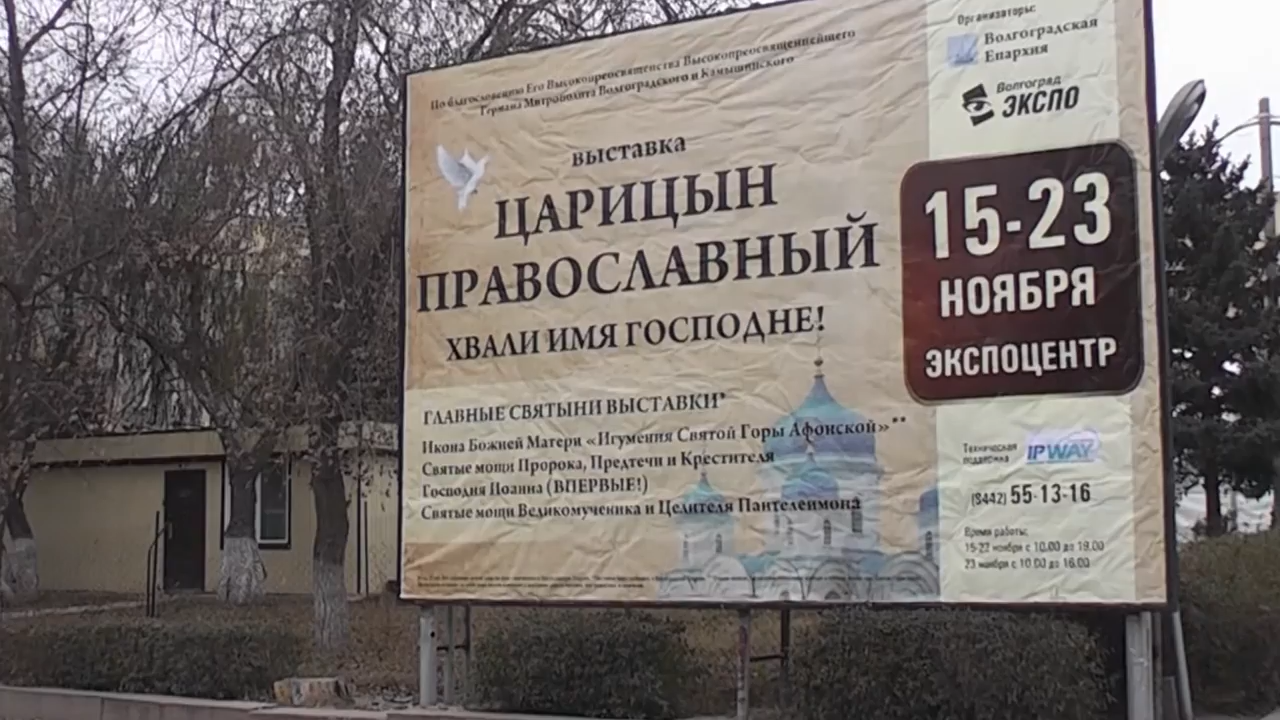 По благословению Его Высокопреосвященства Высокопреосвященнейшего
Германа Митрополита Волгоградского и Камышинского
выставка
ЦАРИЦЫН
ПРАВОСЛАВНЫЙ
ХВАЛИ ИМЯ ГОСПОДНЕ!
ГЛАВНЫЕ СВЯТЫНИ ВЫСТАВКИ*
Икона Божией Матери «Игумения Святой Горы Афонской»**
Святые мощи Пророка, Предтечи и Крестителя
Господня Иоанна (ВПЕРВЫЕ!)
Святые мощи Великомученика и Целителя Пантелеимона
Организаторы:
Волгоградская
Епархия
Волгоград
ЭКСПО
15-23
НОЯБРЯ
ЭКСПОЦЕНТР
Техническая
поддержка
IPWAY
(8442) 55-13-16
Время работы:
15-22 ноября с 10.00 до 19.00
23 ноября с 10.00 до 16.00